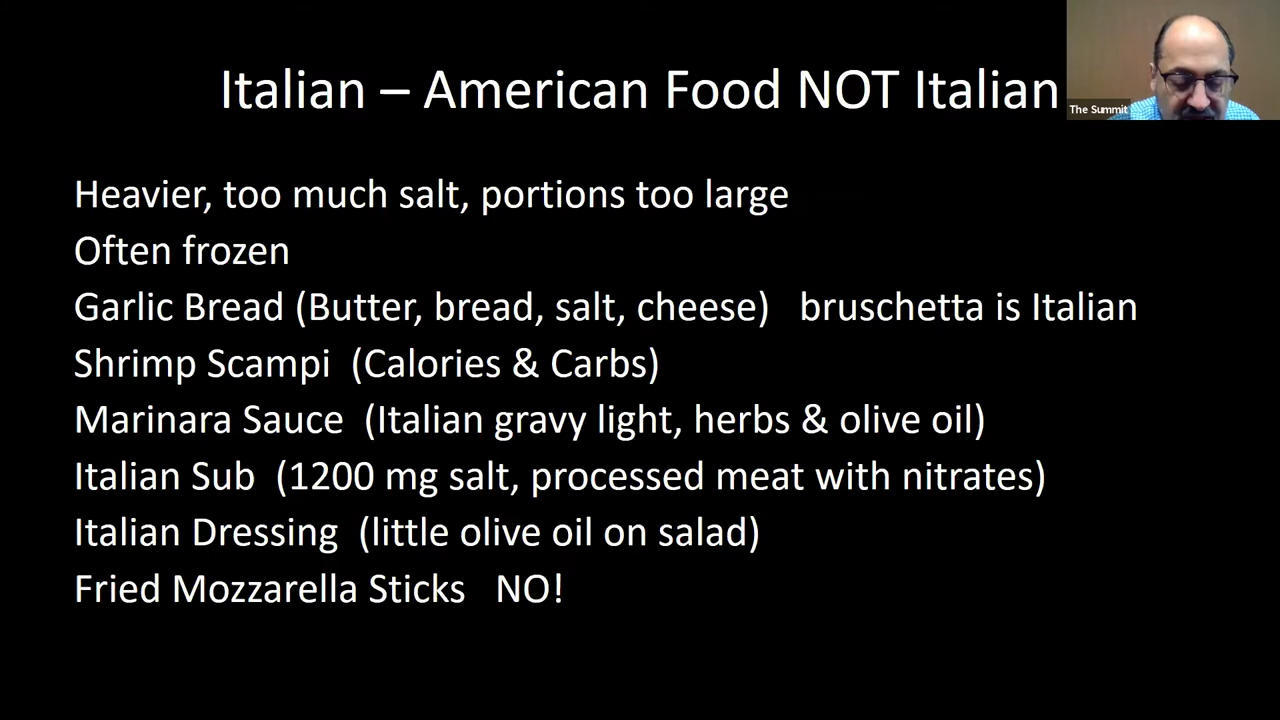 Italian – American Food NOT Italian
The Summit
Heavier, too much salt, portions too large
Often frozen
Garlic Bread (Butter, bread, salt, cheese)   bruschetta is Italian
Shrimp Scampi  (Calories & Carbs)
Marinara Sauce  (Italian gravy light, herbs & olive oil)
Italian Sub  (1200 mg salt, processed meat with nitrates)
Italian Dressing  (little olive oil on salad)
Fried Mozzarella Sticks   NO!